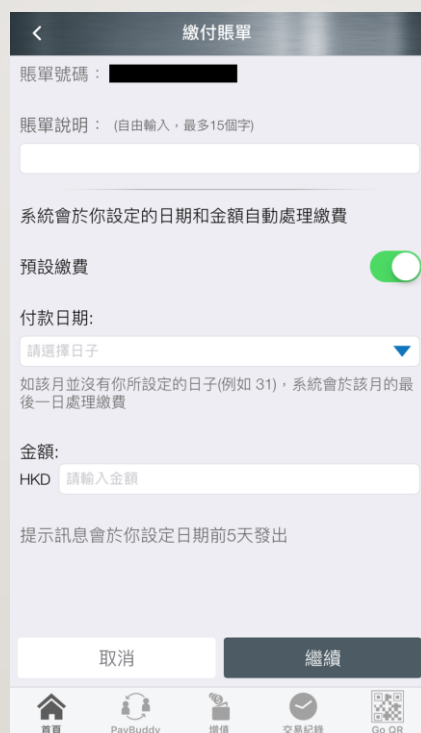 繳付賬單
賬單號碼：
賬單說明： (自由輸入，最多15個字)
系統會於你設定的日期和金額自動處理繳費
預設繳費
付款日期:
請選擇日子
如該月並沒有你所設定的日子(例如 31)，系統會於該月的最
後一日處理繳費
金額:
HKD 請輸入金額
提示訊息會於你設定日期前5天發出
取消 繼續
首頁 PayBuddy 增值 交易紀錄 Go QR